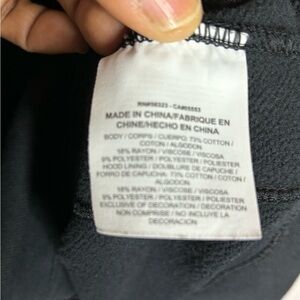 RN#56323 - CA#05553
MADE IN CHINA/FABRIQUE EN
CHINE/HECHO EN CHINA
BODY / CORPS / CUERPO: 73% COTTON /
COTON / ALGODON
18% RAYON / VISCOSE / VISCOSA
9% POLYESTER / POLYESTER / POLIESTER
HOOD LINING / DOUBLURE DE CAPUCHE /
FORRO DE CAPUCHA: 73% COTTON /
COTON / ALGODON
18% RAYON / VISCOSE / VISCOSA
9% POLYESTER / POLYESTER / POLIESTER
EXCLUSIVE OF DECORATION / DECORATION
NON COMPRISE / NO INCLUYE LA
DECORACION